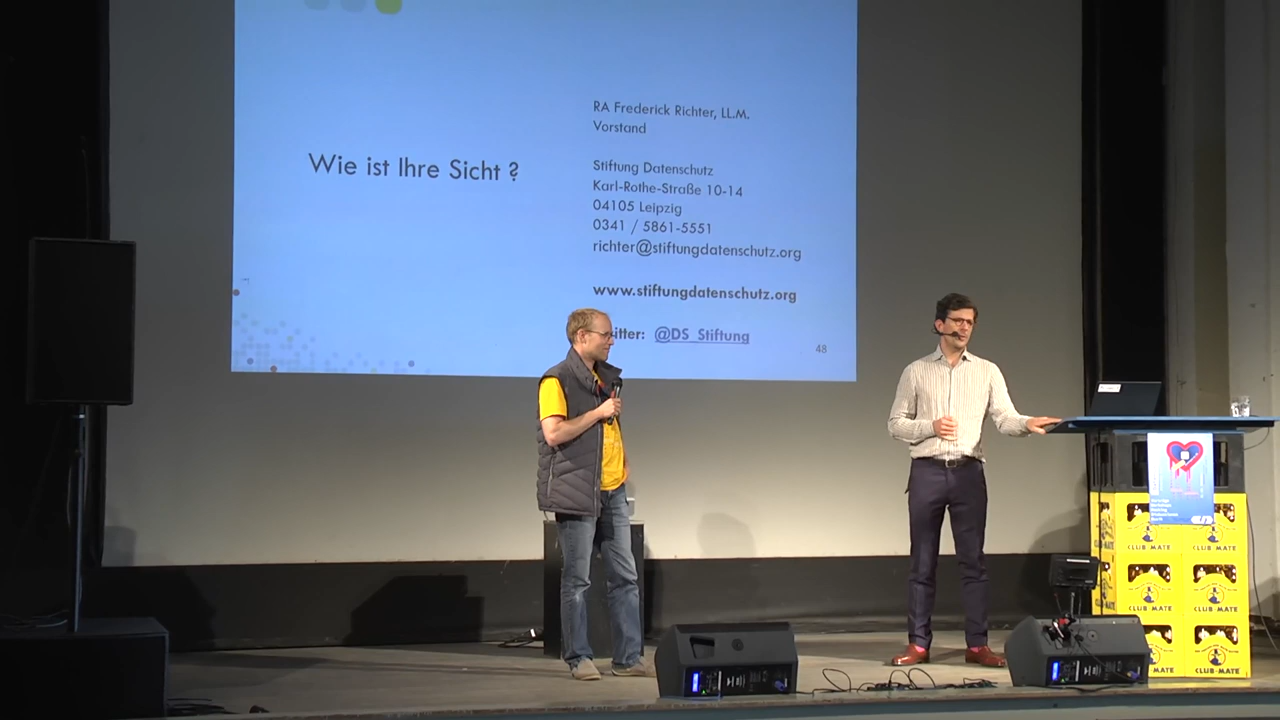 Wie ist Ihre Sicht ?
RA Frederick Richter, LL.M.
Vorstand
Stiftung Datenschutz
Karl-Rothe-Straße 10-14
04105 Leipzig
0341 / 5861-5551
richter@stiftungdatenschutz.org
www.stiftungdatenschutz.org
itter: @DS_Stiftung
48
CLUB-MATE
CLUB-MATE
CLUB-MATE
CLUB-MATE
CLUB-MATE
CLUB-MATE